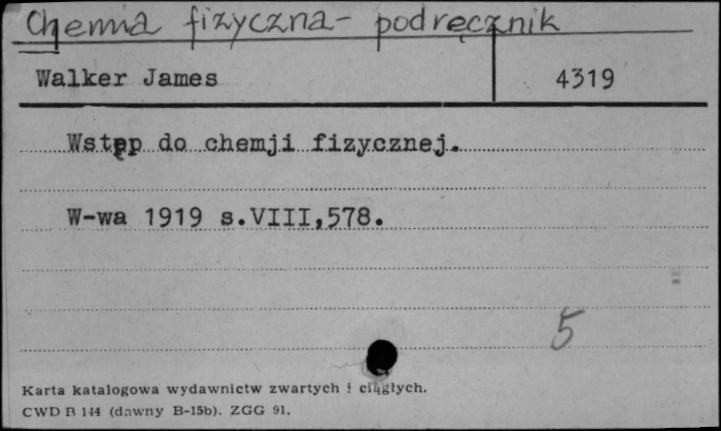 Chemia fizyczna - podręcznik
Walker James 4319
Wstęp do chemji fizycznej.
W-wa 1919 s.VIII,578.
5
Karta katalogowa wydawnictw zwartych i ciągłych.
CWD B 144 (dawny B-15b). ZGG 91.